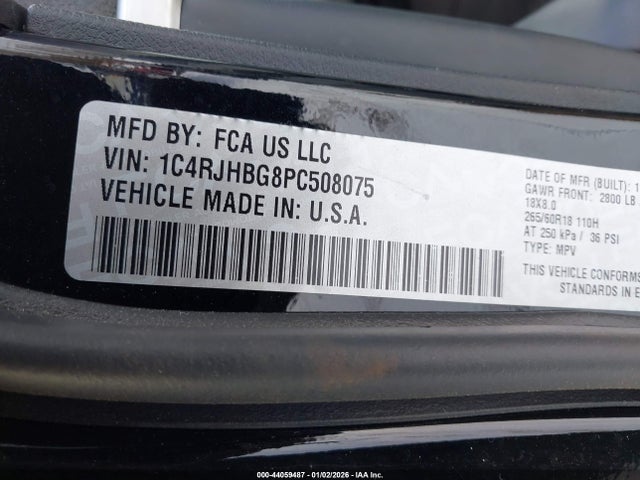 MFD BY: FCA US LLC
VIN: 1C4RJHBG8PC508075
VEHICLE MADE IN: U.S.A.
DATE OF MFR (BUILT): 1
GAWR FRONT: 2800 LB
18X8.0
265/60R18 110H
AT 250 kPa / 36 PSI
TYPE: MPV
THIS VEHICLE CONFORMS
STANDARDS IN E
000-44059487 - 01/02/2026 - IAA Inc.